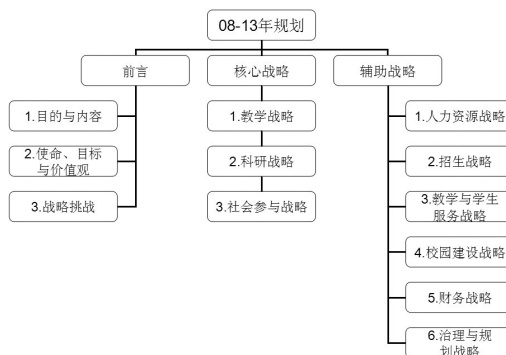 08-13年规划
前言
核心战略
辅助战略
1.目的与内容
2.使命、目标
与价值观
3.战略挑战
1.教学战略
2.科研战略
3.社会参与战略
1.人力资源战略
2.招生战略
3.教学与学生
服务战略
4.校园建设战略
5.财务战略
6.治理与规
划战略